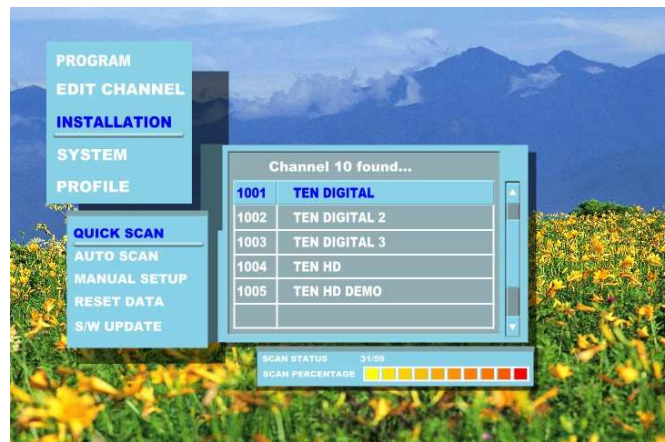 PROGRAM
EDIT CHANNEL
INSTALLATION
SYSTEM
PROFILE
QUICK SCAN
AUTO SCAN
MANUAL SETUP
RESET DATA
S/W UPDATE
Channel 10 found...
1001 TEN DIGITAL
1002 TEN DIGITAL 2
1003 TEN DIGITAL 3
1004 TEN HD
1005 TEN HD DEMO
SCAN STATUS 31/59
SCAN PERCENTAGE